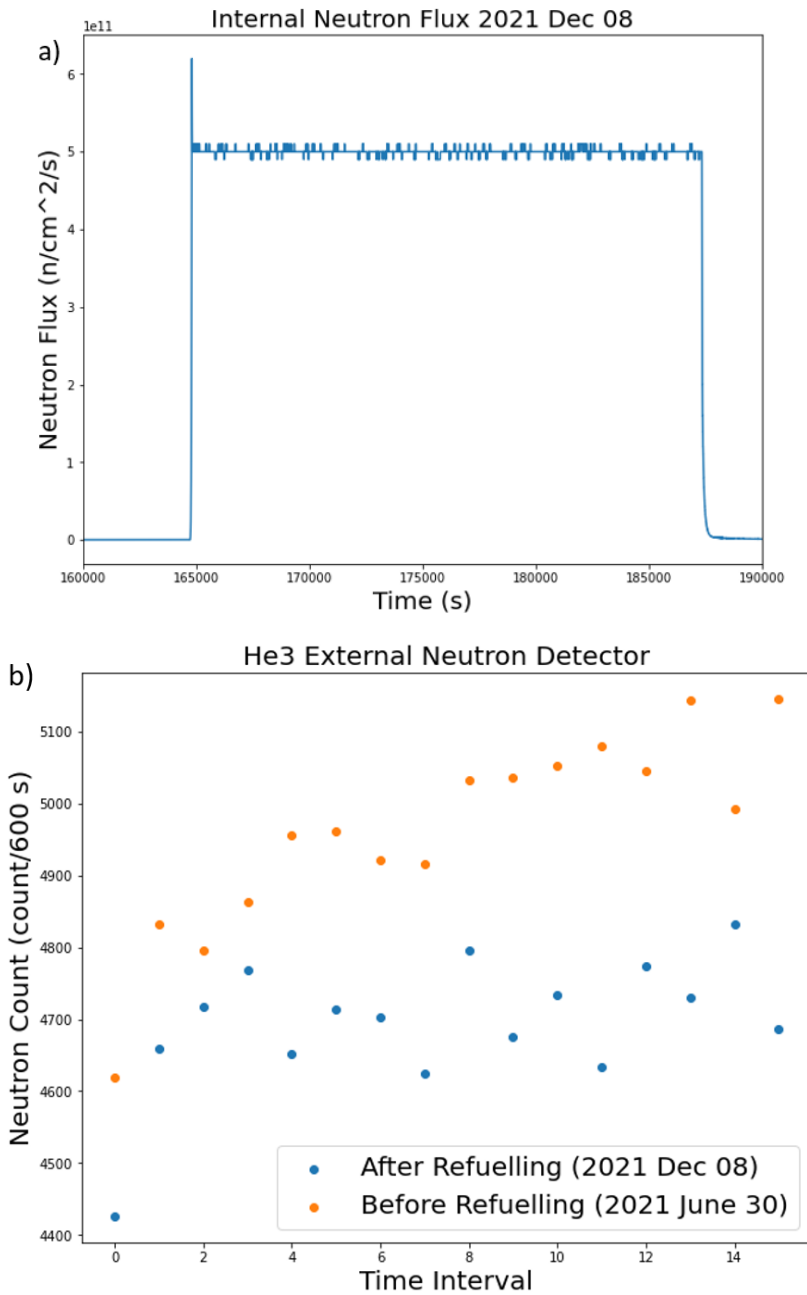 Internal Neutron Flux 2021 Dec 08
a)
1e11
6
5
4
3
2
1
0
Neutron Flux (n/cm^2/s)
160000 165000 170000 175000 180000 185000 190000
Time (s)
b)
He3 External Neutron Detector
5100
5000
4900
4800
4700
4600
4500
4400
Neutron Count (count/600 s)
After Refuelling (2021 Dec 08)
Before Refuelling (2021 June 30)
0 2 4 6 8 10 12 14
Time Interval